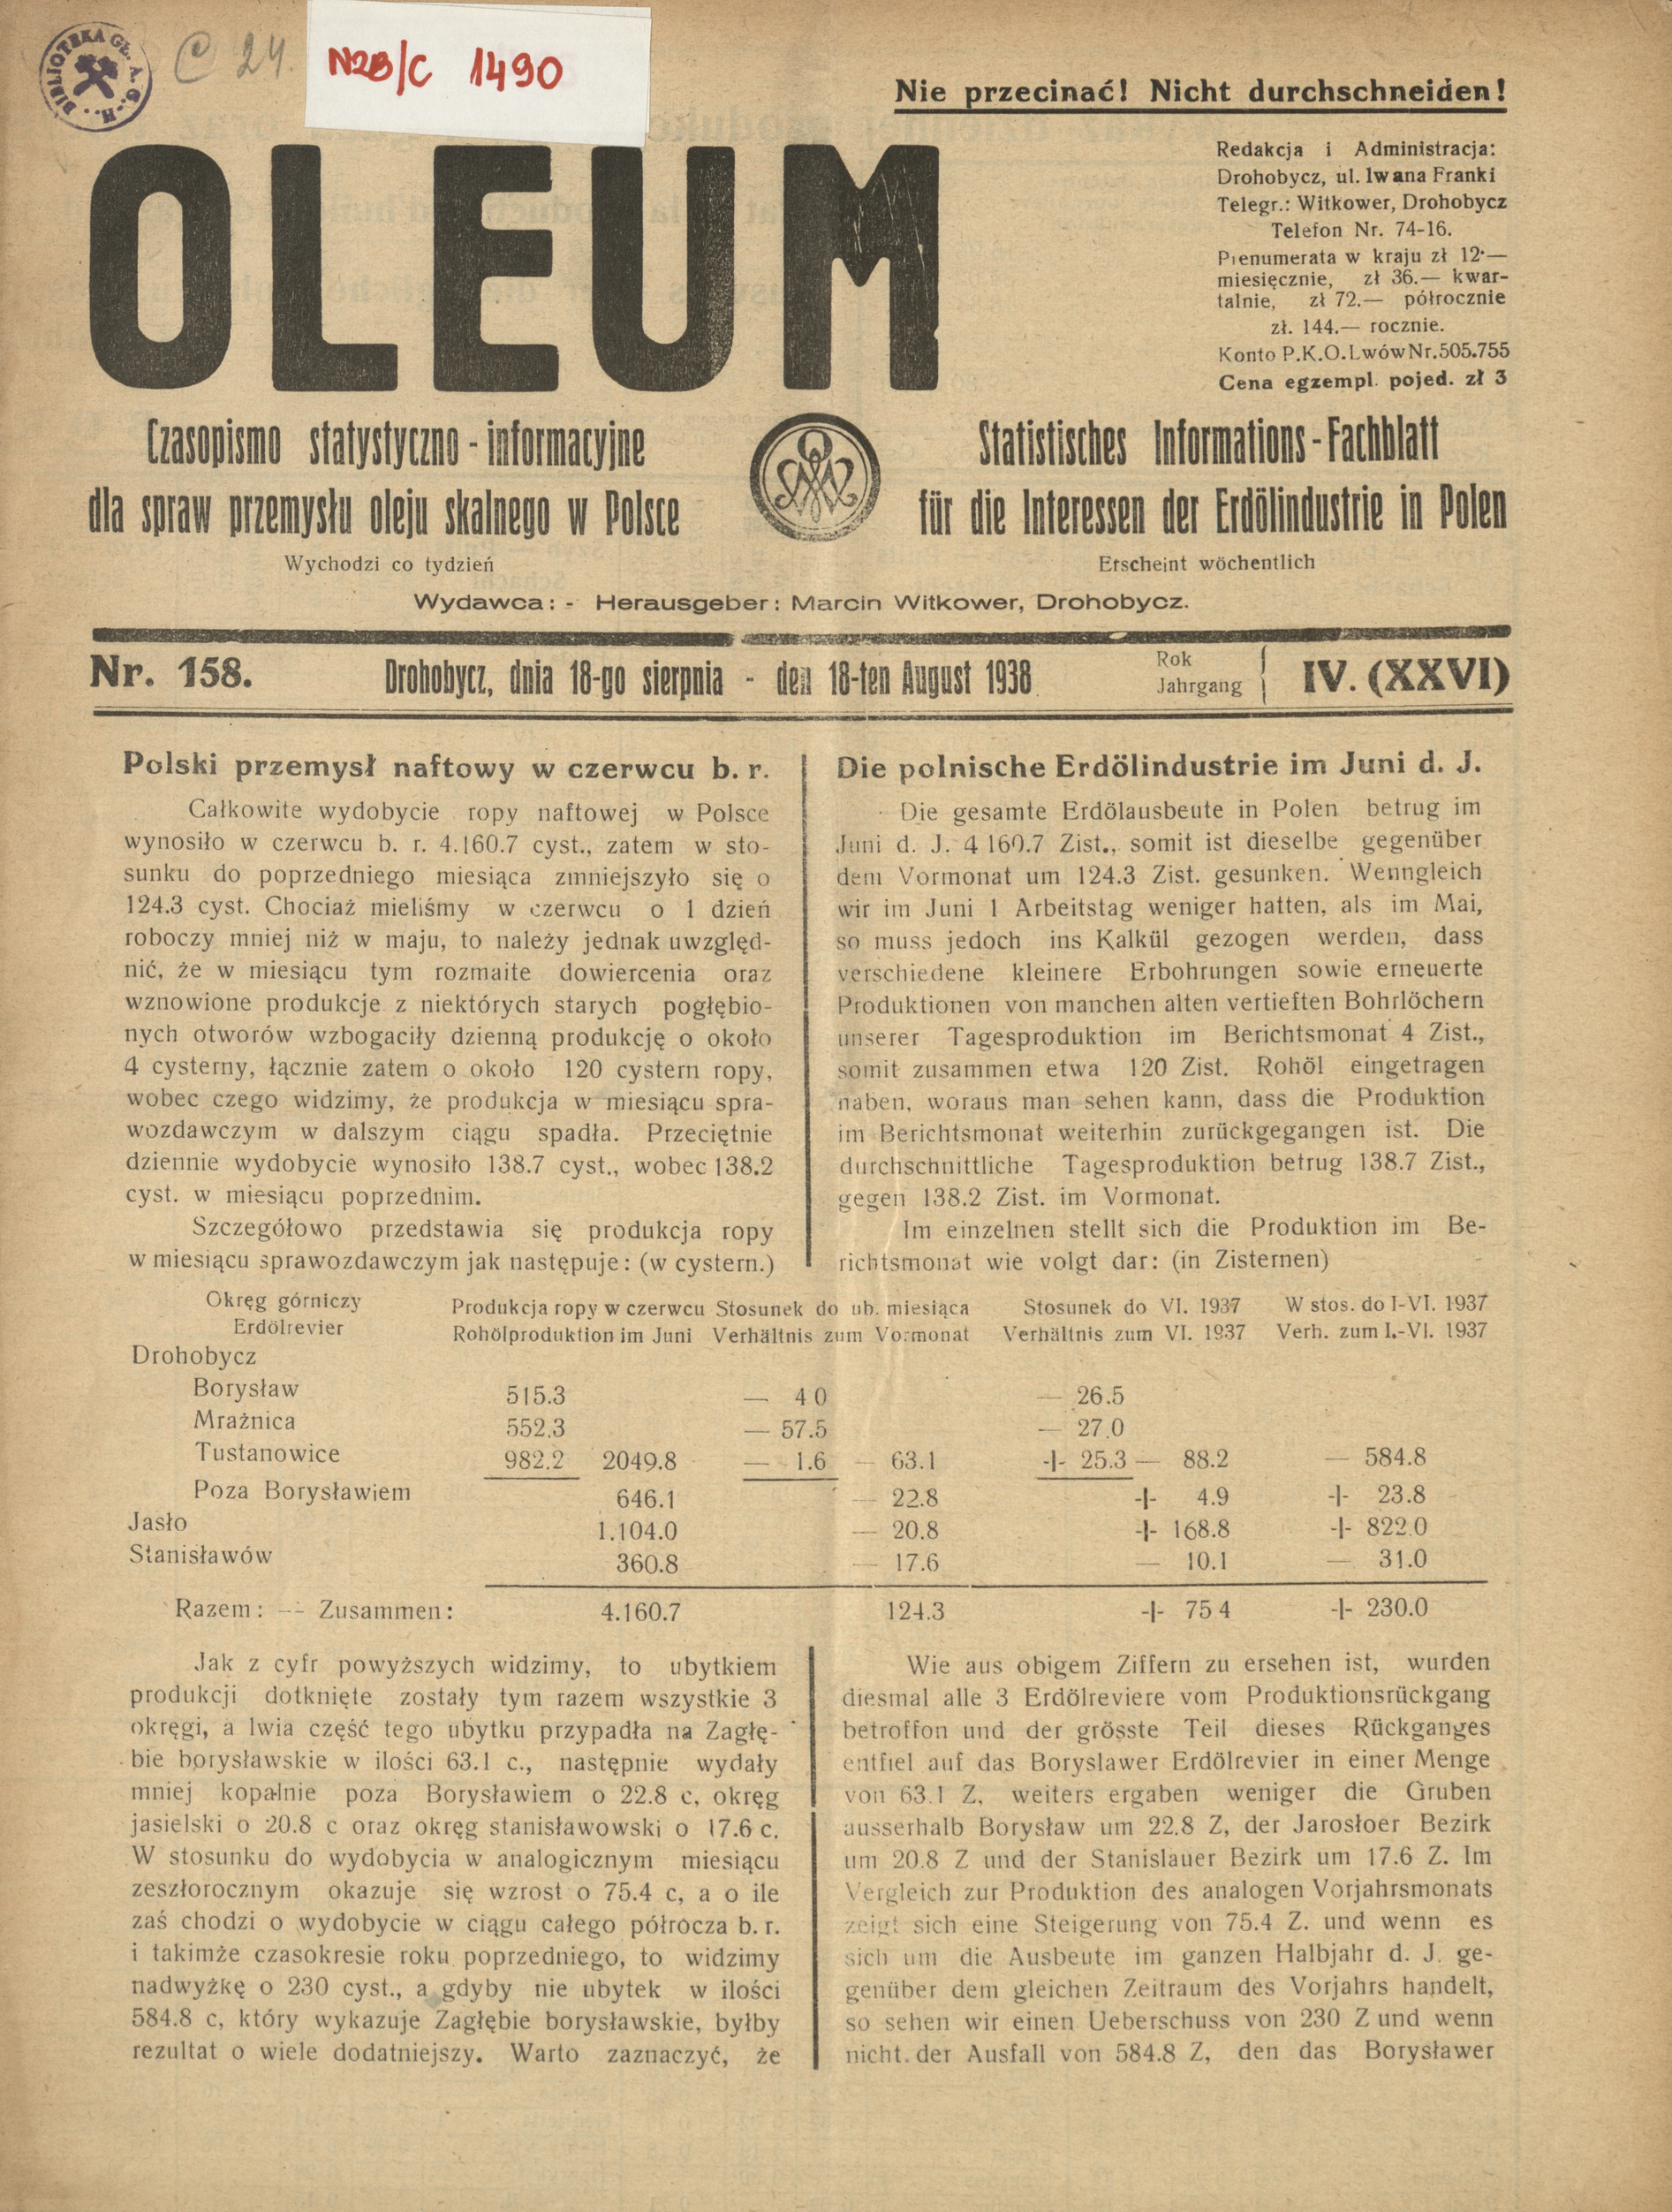 BIBLJOTEKA GŁ. A. G.-H.
C 24.
N2B/C 1490
Nie przecinać! Nicht durchschneiden!
OLEUM
Redakcja i Administracja:
Drohobycz, ul. Iwana Franki
Telegr.: Witkower, Drohobycz
Telefon Nr. 74-16.
Prenumerata w kraju zł 12·—
miesięcznie, zł 36.— kwar-
talnie, zł 72.— półrocznie
zł. 144.— rocznie.
Konto P.K.O. Lwów Nr. 505.755
Cena egzempl. pojed. zł 3
Czasopismo statystyczno - informacyjne
dla spraw przemysłu oleju skalnego w Polsce
Wychodzi co tydzień
Statistisches Informations - Fachblatt
für die Interessen der Erdölindustrie in Polen
Erscheint wöchentlich
Wydawca: - Herausgeber: Marcin Witkower, Drohobycz.
Nr. 158. Drohobycz, dnia 18-go sierpnia - den 18-ten August 1938 Rok Jahrgang IV. (XXVI)
Polski przemysł naftowy w czerwcu b. r.
Całkowite wydobycie ropy naftowej w Polsce
wynosiło w czerwcu b. r. 4.160.7 cyst., zatem w sto-
sunku do poprzedniego miesiąca zmniejszyło się o
124.3 cyst. Chociaż mieliśmy w czerwcu o 1 dzień
roboczy mniej niż w maju, to należy jednak uwzględ-
nić, że w miesiącu tym rozmaite dowiercenia oraz
wznowione produkcje z niektórych starych pogłębio-
nych otworów wzbogaciły dzienną produkcję o około
4 cysterny, łącznie zatem o około 120 cystern ropy,
wobec czego widzimy, że produkcja w miesiącu spra-
wozdawczym w dalszym ciągu spadła. Przeciętnie
dziennie wydobycie wynosiło 138.7 cyst., wobec 138.2
cyst. w miesiącu poprzednim.
Szczegółowo przedstawia się produkcja ropy
w miesiącu sprawozdawczym jak następuje: (w cystern.)
Die polnische Erdölindustrie im Juni d. J.
Die gesamte Erdölausbeute in Polen betrug im
Juni d. J. 4 160.7 Zist., somit ist dieselbe gegenüber
dem Vormonat um 124.3 Zist. gesunken. Wenngleich
wir im Juni 1 Arbeitstag weniger hatten, als im Mai,
so muss jedoch ins Kalkül gezogen werden, dass
verschiedene kleinere Erbohrungen sowie erneuerte
Produktionen von manchen alten vertieften Bohrlöchern
unserer Tagesproduktion im Berichtsmonat 4 Zist.,
somit zusammen etwa 120 Zist. Rohöl eingetragen
haben, woraus man sehen kann, dass die Produktion
im Berichtsmonat weiterhin zurückgegangen ist. Die
durchschnittliche Tagesproduktion betrug 138.7 Zist.,
gegen 138.2 Zist. im Vormonat.
Im einzelnen stellt sich die Produktion im Be-
richtsmonat wie volgt dar: (in Zisternen)
Okręg górniczy Produkcja ropy w czerwcu Stosunek do ub. miesiąca Stosunek do VI. 1937 W stos. do I-VI. 1937
Erdölrevier Rohölproduktion im Juni Verhältnis zum Vormonat Verhältnis zum VI. 1937 Verh. zum I.-VI. 1937
Drohobycz
Borysław 515.3 — 4 0 — 26.5
Mraźnica 552.3 — 57.5 — 27.0
Tustanowice 982.2 2049.8 — 1.6 — 63.1 + 25.3 — 88.2 — 584.8
Poza Borysławiem 646.1 — 22.8 + 4.9 + 23.8
Jasło 1.104.0 — 20.8 + 168.8 + 822.0
Stanisławów 360.8 — 17.6 — 10.1 — 31.0
Razem: — Zusammen: 4.160.7 124.3 + 75 4 + 230.0
Jak z cyfr powyższych widzimy, to ubytkiem
produkcji dotknięte zostały tym razem wszystkie 3
okręgi, a lwia część tego ubytku przypadła na Zagłę-
bie borysławskie w ilości 63.1 c., następnie wydały
mniej kopalnie poza Borysławiem o 22.8 c, okręg
jasielski o 20.8 c oraz okręg stanisławowski o 17.6 c.
W stosunku do wydobycia w analogicznym miesiącu
zeszłorocznym okazuje się wzrost o 75.4 c, a o ile
zaś chodzi o wydobycie w ciągu całego półrocza b. r.
i takimże czasokresie roku poprzedniego, to widzimy
nadwyżkę o 230 cyst., a gdyby nie ubytek w ilości
584.8 c, który wykazuje Zagłębie borysławskie, byłby
rezultat o wiele dodatniejszy. Warto zaznaczyć, że
Wie aus obigem Ziffern zu ersehen ist, wurden
diesmal alle 3 Erdölreviere vom Produktionsrückgang
betroffon und der grösste Teil dieses Rückganges
entfiel auf das Boryslawer Erdölrevier in einer Menge
von 63.1 Z, weiters ergaben weniger die Gruben
ausserhalb Borysław um 22.8 Z, der Jarosłoer Bezirk
um 20.8 Z und der Stanislauer Bezirk um 17.6 Z. Im
Vergleich zur Produktion des analogen Vorjahrsmonats
zeigt sich eine Steigerung von 75.4 Z. und wenn es
sich um die Ausbeute im ganzen Halbjahr d. J. ge-
genüber dem gleichen Zeitraum des Vorjahrs handelt,
so sehen wir einen Ueberschuss von 230 Z und wenn
nicht der Ausfall von 584.8 Z, den das Borysławer